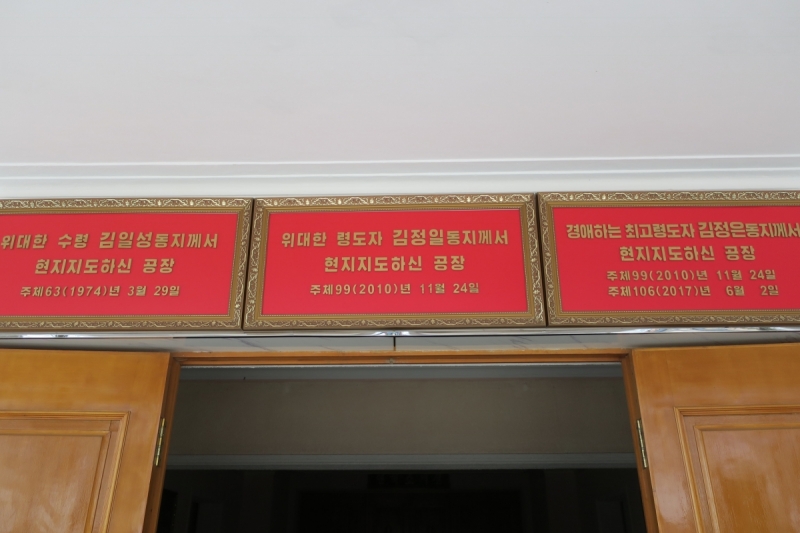 위대한 수령 김일성동지께서
현지지도하신 공장
주체63(1974)년 3월 29일
위대한 령도자 김정일동지께서
현지지도하신 공장
주체99(2010)년 11월 24일
경애하는 최고령도자 김정은동지께서
현지지도하신 공장
주체99(2010)년 11월 24일
주체106(2017)년 6월 2일